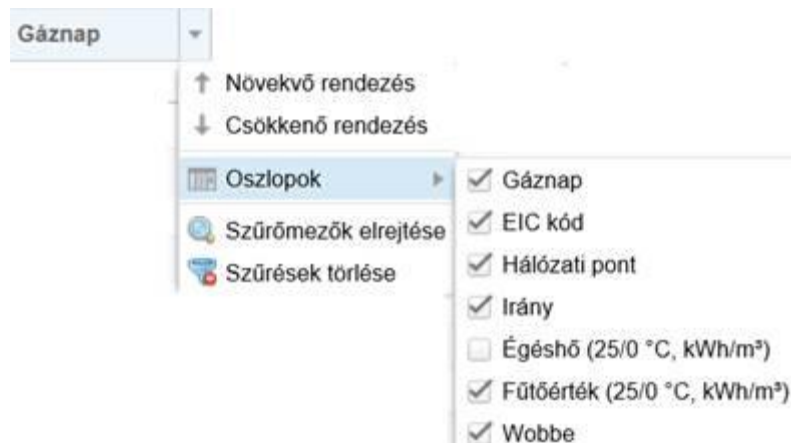 Gáznap
Növekvő rendezés
Csökkenő rendezés
Oszlopok
Szűrőmezők elrejtése
Szűrések törlése
Gáznap
EIC kód
Hálózati pont
Irány
Égéshő (25/0 °C, kWh/m³)
Fűtőérték (25/0 °C, kWh/m³)
Wobbe